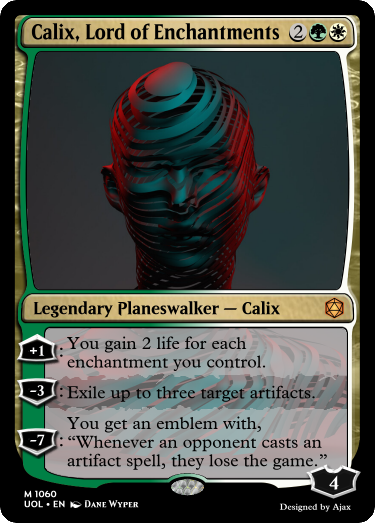 Calix, Lord of Enchantments 2
Legendary Planeswalker — Calix
+1: You gain 2 life for each
enchantment you control.
-3: Exile up to three target artifacts.
You get an emblem with,
-7: “Whenever an opponent casts an
artifact spell, they lose the game.”
4
M 1060
UOL • EN Dane Wyper
Designed by Ajax